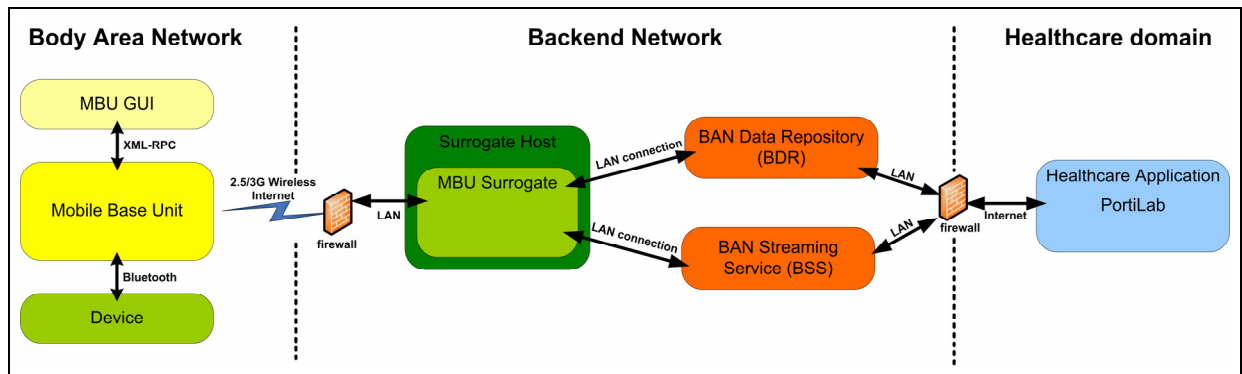 Body Area Network
Backend Network
Healthcare domain
MBU GUI
XML-RPC
Mobile Base Unit
Bluetooth
Device
2.5/3G Wireless
Internet
firewall
LAN
Surrogate Host
MBU Surrogate
LAN connection
LAN connection
BAN Data Repository
(BDR)
BAN Streaming
Service (BSS)
LAN
LAN
firewall
Internet
Healthcare Application
PortiLab